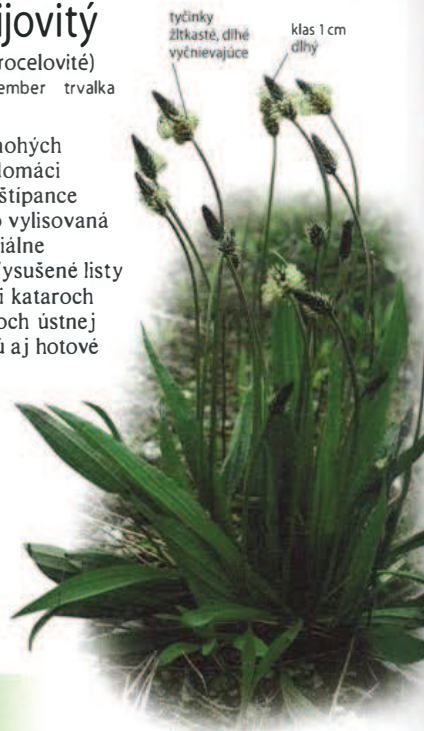 ijovitý
rocelovité)
ember trvalka
nohých
domáci
štípance
o vylisovaná
iálne
ysušené listy
i kataroch
och ústnej
ú aj hotové
tyčinky
žltkasté, dlhé
vyčnievajúce
klas 1 cm
dlhý